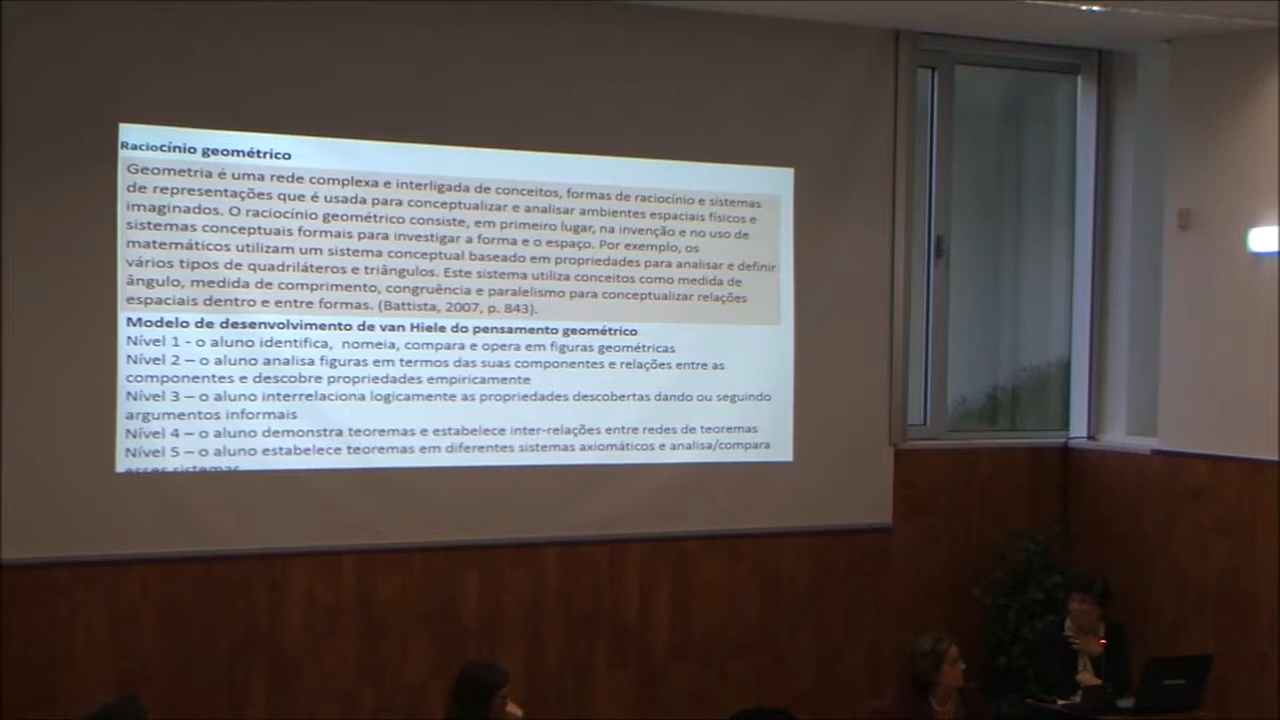 Raciocínio geométrico
Geometria é uma rede complexa e interligada de conceitos, formas de raciocínio e sistemas
de representações que é usada para conceptualizar e analisar ambientes espaciais físicos e
imaginados. O raciocínio geométrico consiste, em primeiro lugar, na invenção e no uso de
sistemas conceptuais formais para investigar a forma e o espaço. Por exemplo, os
matemáticos utilizam um sistema conceptual baseado em propriedades para analisar e definir
vários tipos de quadriláteros e triângulos. Este sistema utiliza conceitos como medida de
ângulo, medida de comprimento, congruência e paralelismo para conceptualizar relações
espaciais dentro e entre formas. (Battista, 2007, p. 843).
Modelo de desenvolvimento de van Hiele do pensamento geométrico
Nível 1 - o aluno identifica, nomeia, compara e opera em figuras geométricas
Nível 2 – o aluno analisa figuras em termos das suas componentes e relações entre as
componentes e descobre propriedades empiricamente
Nível 3 – o aluno interrelaciona logicamente as propriedades descobertas dando ou seguindo
argumentos informais
Nível 4 – o aluno demonstra teoremas e estabelece inter-relações entre redes de teoremas
Nível 5 – o aluno estabelece teoremas em diferentes sistemas axiomáticos e analisa/compara
esses sistemas